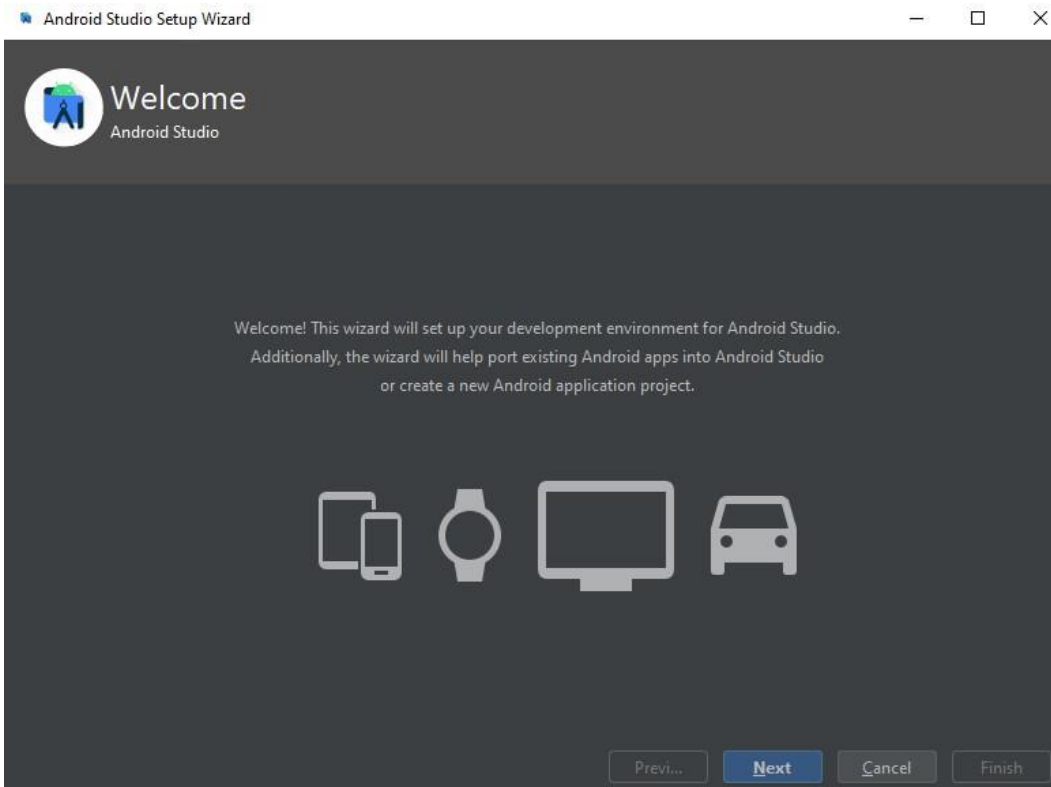 Android Studio Setup Wizard
Welcome
Android Studio
Welcome! This wizard will set up your development environment for Android Studio.
Additionally, the wizard will help port existing Android apps into Android Studio
or create a new Android application project.
Previ...
Next
Cancel
Finish